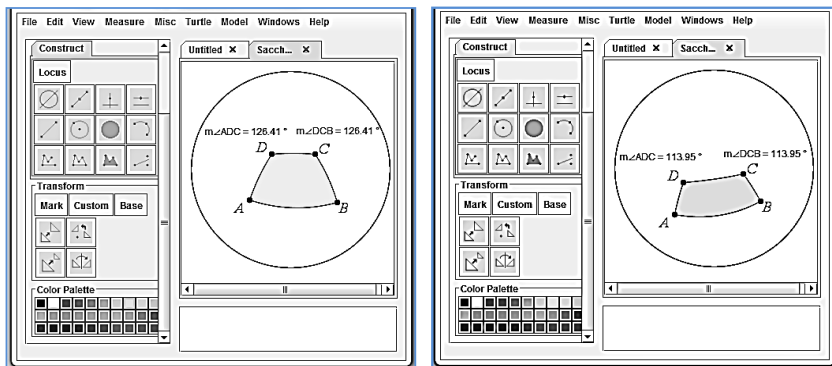 File Edit View Measure Misc Turtle Model Windows Help
Construct
Untitled × Sacch... ×
Locus
m∠ADC = 126.41 ° m∠DCB = 126.41 °
D C
A B
Transform
Mark Custom Base
Color Palette
File Edit View Measure Misc Turtle Model Windows Help
Construct
Untitled × Sacch... ×
Locus
m∠ADC = 113.95 ° m∠DCB = 113.95 °
D C
A B
Transform
Mark Custom Base
Color Palette